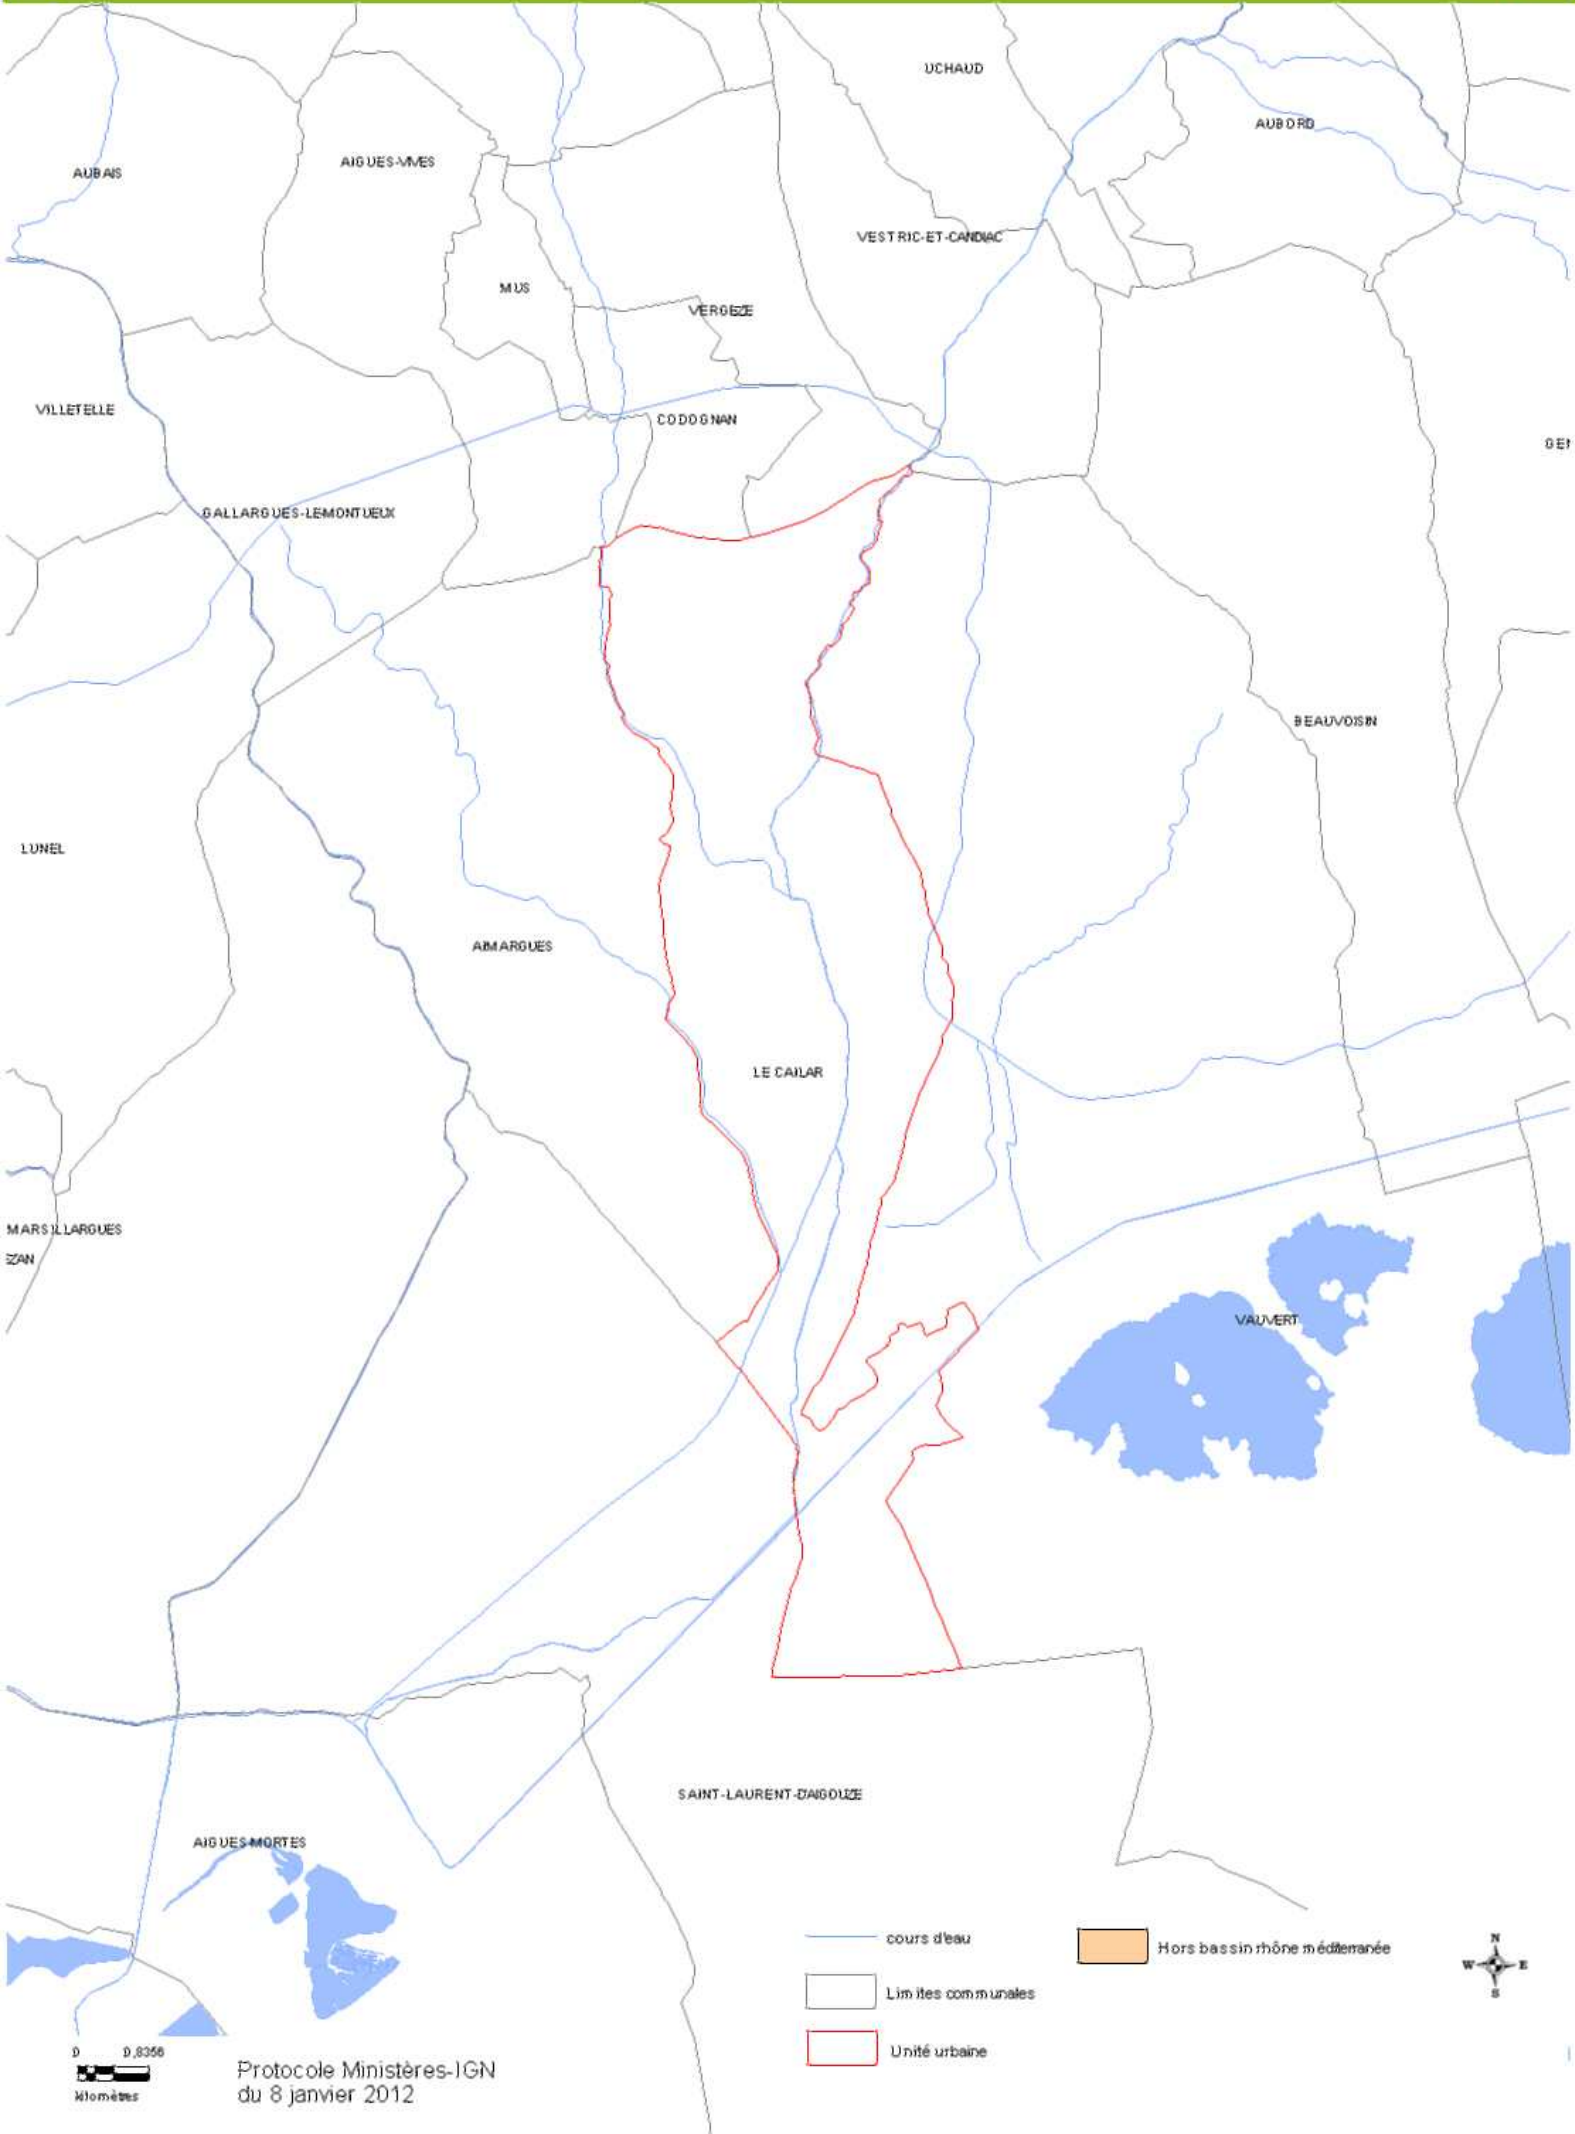 UCHAUD
AUBORD
AIGUES-VIVES
AUBAIS
VESTRIC-ET-CANDIAC
MUS
VERGEZE
VILLETELLE
CODOGNAN
GEN
GALLARGUES-LE-MONTUEUX
BEAUVOISIN
LUNEL
AIMARGUES
LE CAILAR
MARSILLARGUES
ZAN
VAUVERT
SAINT-LAURENT-D'AIGOUZE
AIGUES-MORTES
cours d'eau
Hors bassin rhône méditerranée
Limites communales
Unité urbaine
N
W E
S
0 0,8356
kilomètres
Protocole Ministères-IGN
du 8 janvier 2012